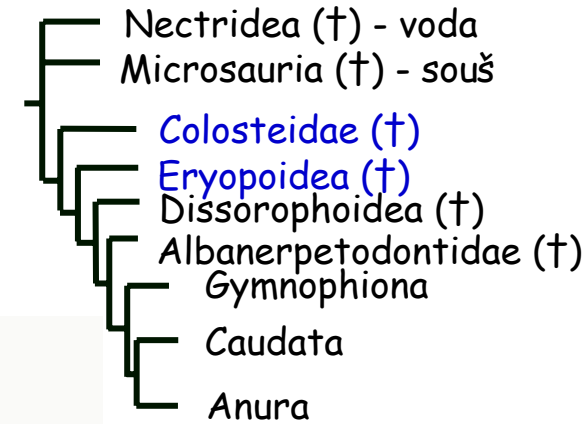 Nectridea (†) - voda
Microsauria (†) - souš
Colosteidae (†)
Eryopoidea (†)
Dissorophoidea (†)
Albanerpetodontidae (†)
Gymnophiona
Caudata
Anura